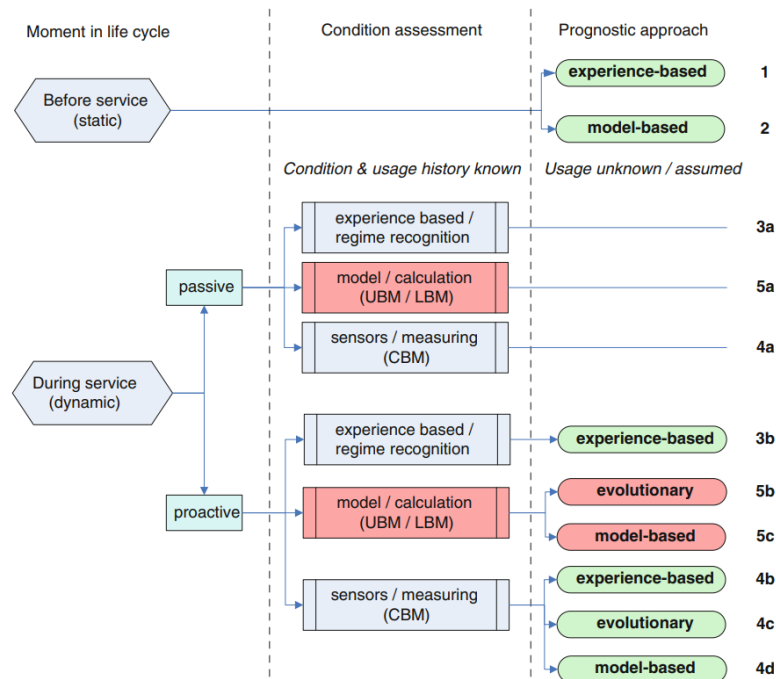 Moment in life cycle
Condition assessment
Prognostic approach
Before service
(static)
experience-based
1
model-based
2
Condition & usage history known
Usage unknown / assumed
experience based /
regime recognition
3a
passive
model / calculation
(UBM / LBM)
5a
sensors / measuring
(CBM)
4a
During service
(dynamic)
experience based /
regime recognition
experience-based
3b
proactive
model / calculation
(UBM / LBM)
evolutionary
5b
model-based
5c
sensors / measuring
(CBM)
experience-based
4b
evolutionary
4c
model-based
4d